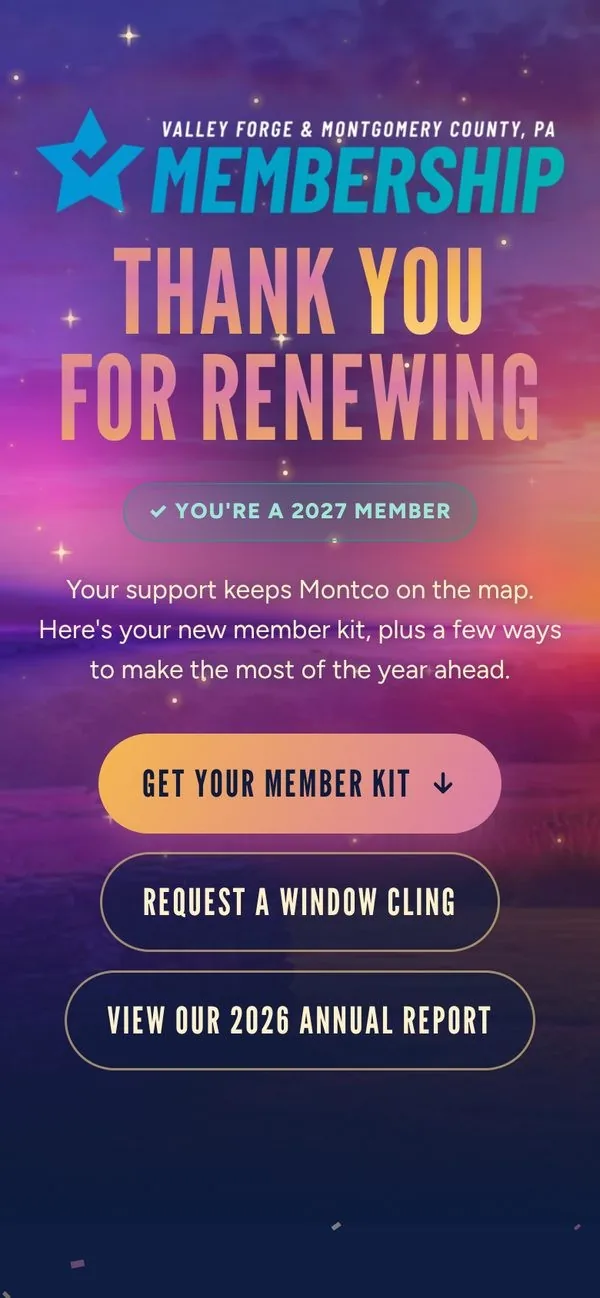 VALLEY FORGE & MONTGOMERY COUNTY, PA
MEMBERSHIP
THANK YOU
FOR RENEWING
✓ YOU'RE A 2027 MEMBER
Your support keeps Montco on the map.
Here's your new member kit, plus a few ways
to make the most of the year ahead.
GET YOUR MEMBER KIT ↓
REQUEST A WINDOW CLING
VIEW OUR 2026 ANNUAL REPORT